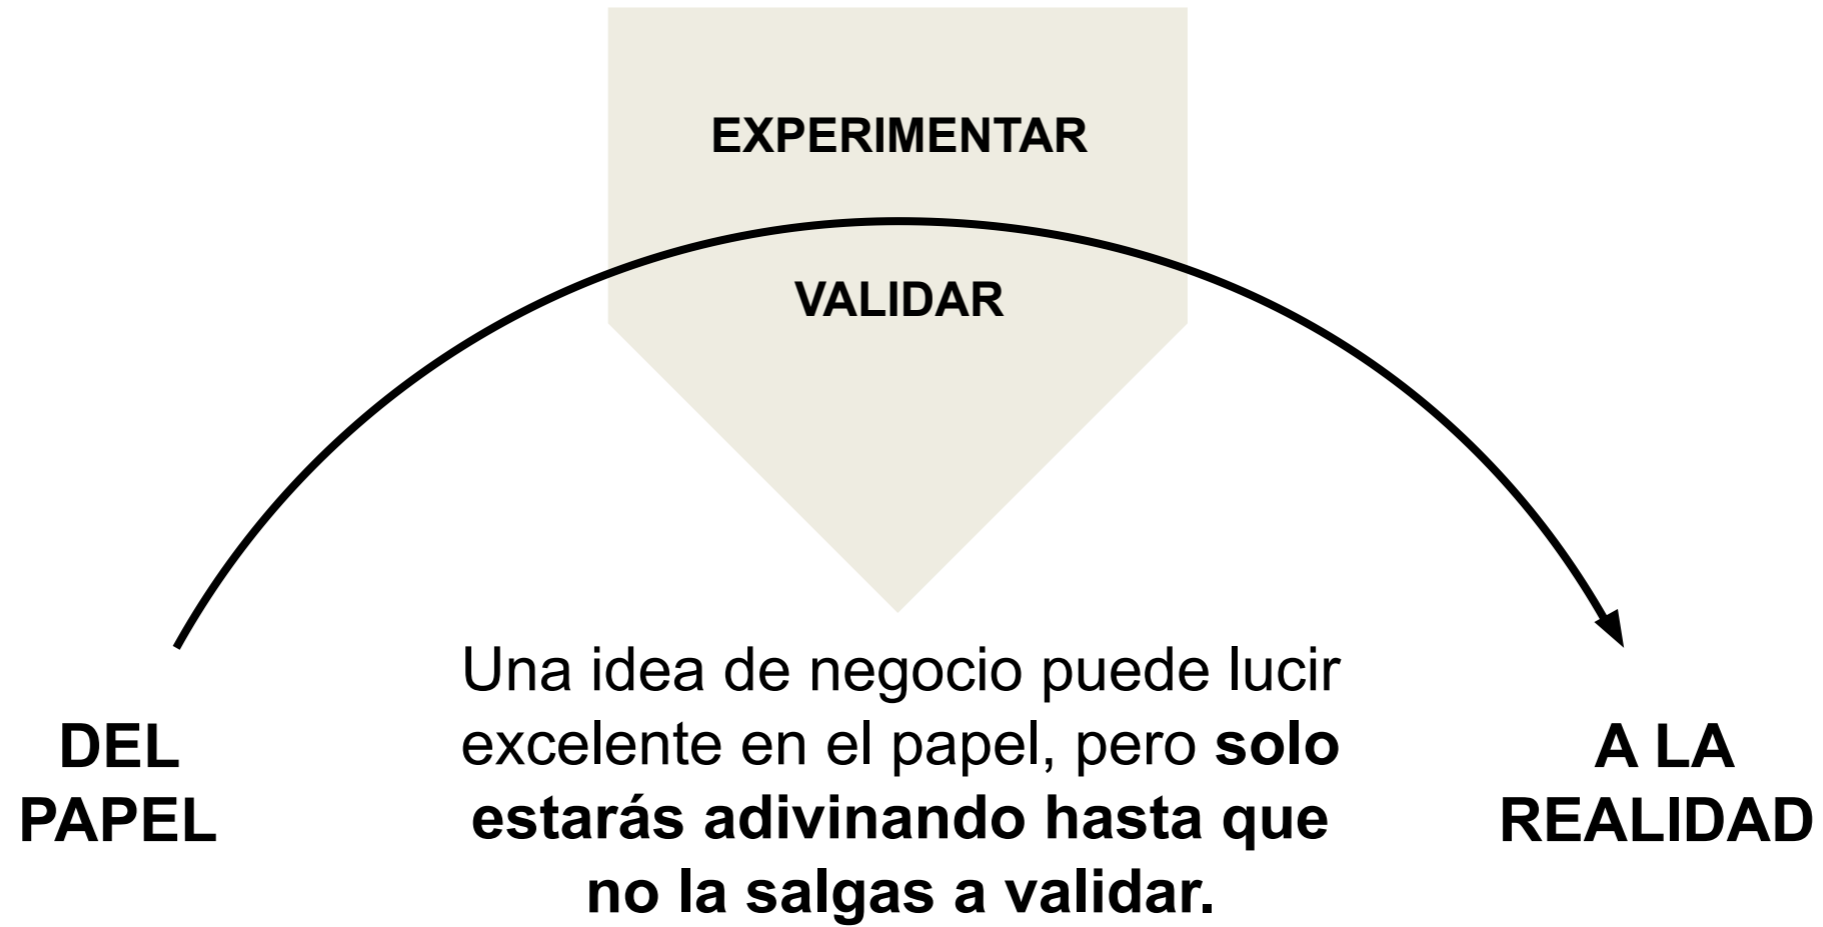 EXPERIMENTAR
VALIDAR
DEL
PAPEL
Una idea de negocio puede lucir
excelente en el papel, pero solo
estarás adivinando hasta que
no la salgas a validar.
A LA
REALIDAD